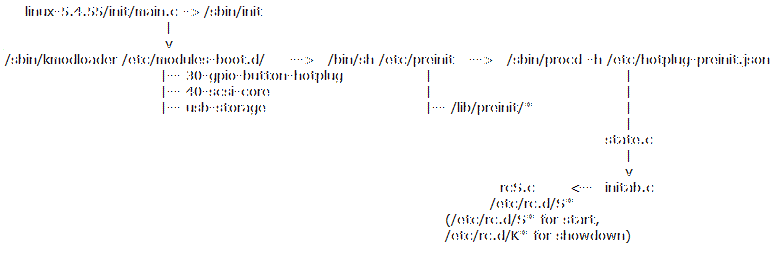 linux-5.4.55/init/main.c --> /sbin/init
|
v
/sbin/kmodloader /etc/modules-boot.d/ ----> /bin/sh /etc/preinit ----> /sbin/procd -h /etc/hotplug-preinit.json
|--- 30-gpio-button-hotplug | |
|--- 40-scsi-core | |
|--- usb-storage |--- /lib/preinit/* |
|
state.c
|
v
rcS.c <--- initab.c
/etc/rc.d/S*
(/etc/rc.d/S* for start,
/etc/rc.d/K* for showdown)